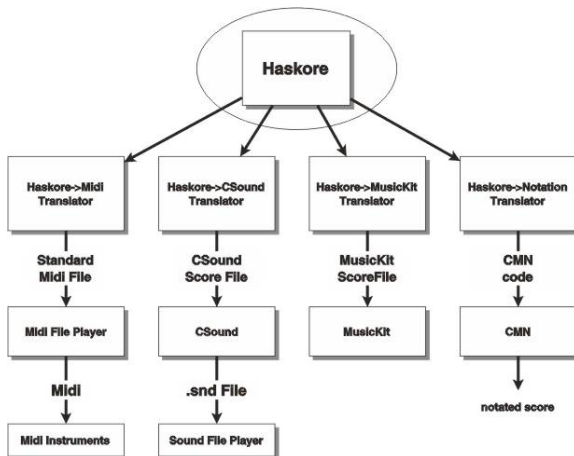 Haskore
Haskore->Midi
Translator
Haskore->CSound
Translator
Haskore->MusicKit
Translator
Haskore->Notation
Translator
Standard
Midi File
CSound
Score File
MusicKit
ScoreFile
CMN
code
Midi File Player
CSound
MusicKit
CMN
Midi
.snd File
notated score
Midi Instruments
Sound File Player